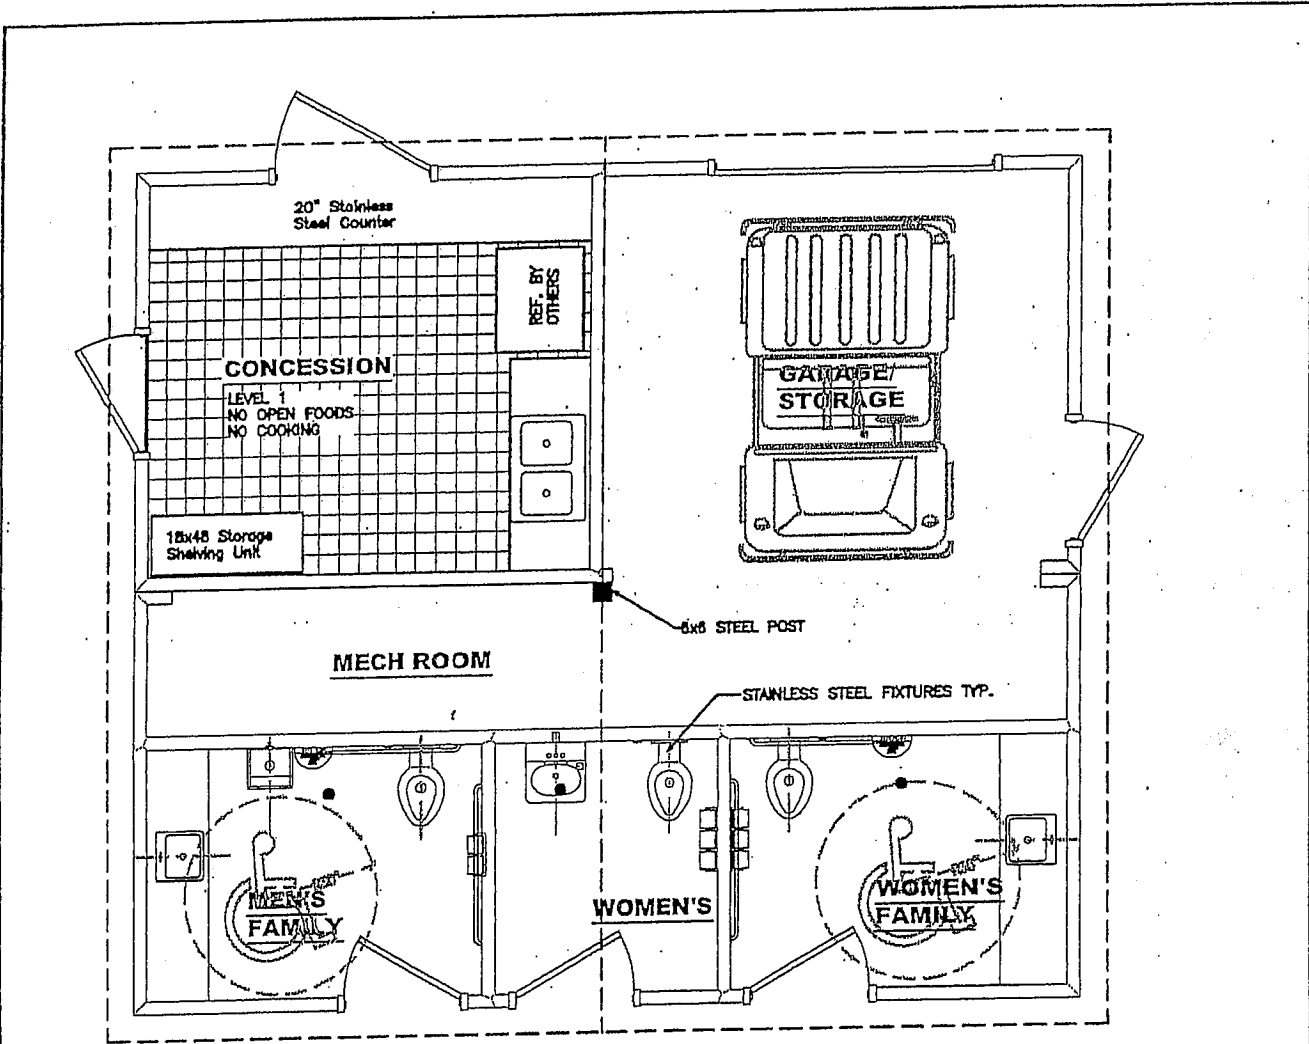 20" Stainless
Steel Counter
REF. BY
OTHERS
CONCESSION
LEVEL 1
NO OPEN FOODS
NO COOKING
GARAGE/
STORAGE
18x48 Storage
Shelving Unit
6x6 STEEL POST
MECH ROOM
STAINLESS STEEL FIXTURES TYP.
MEN'S
FAMILY
WOMEN'S
WOMEN'S
FAMILY